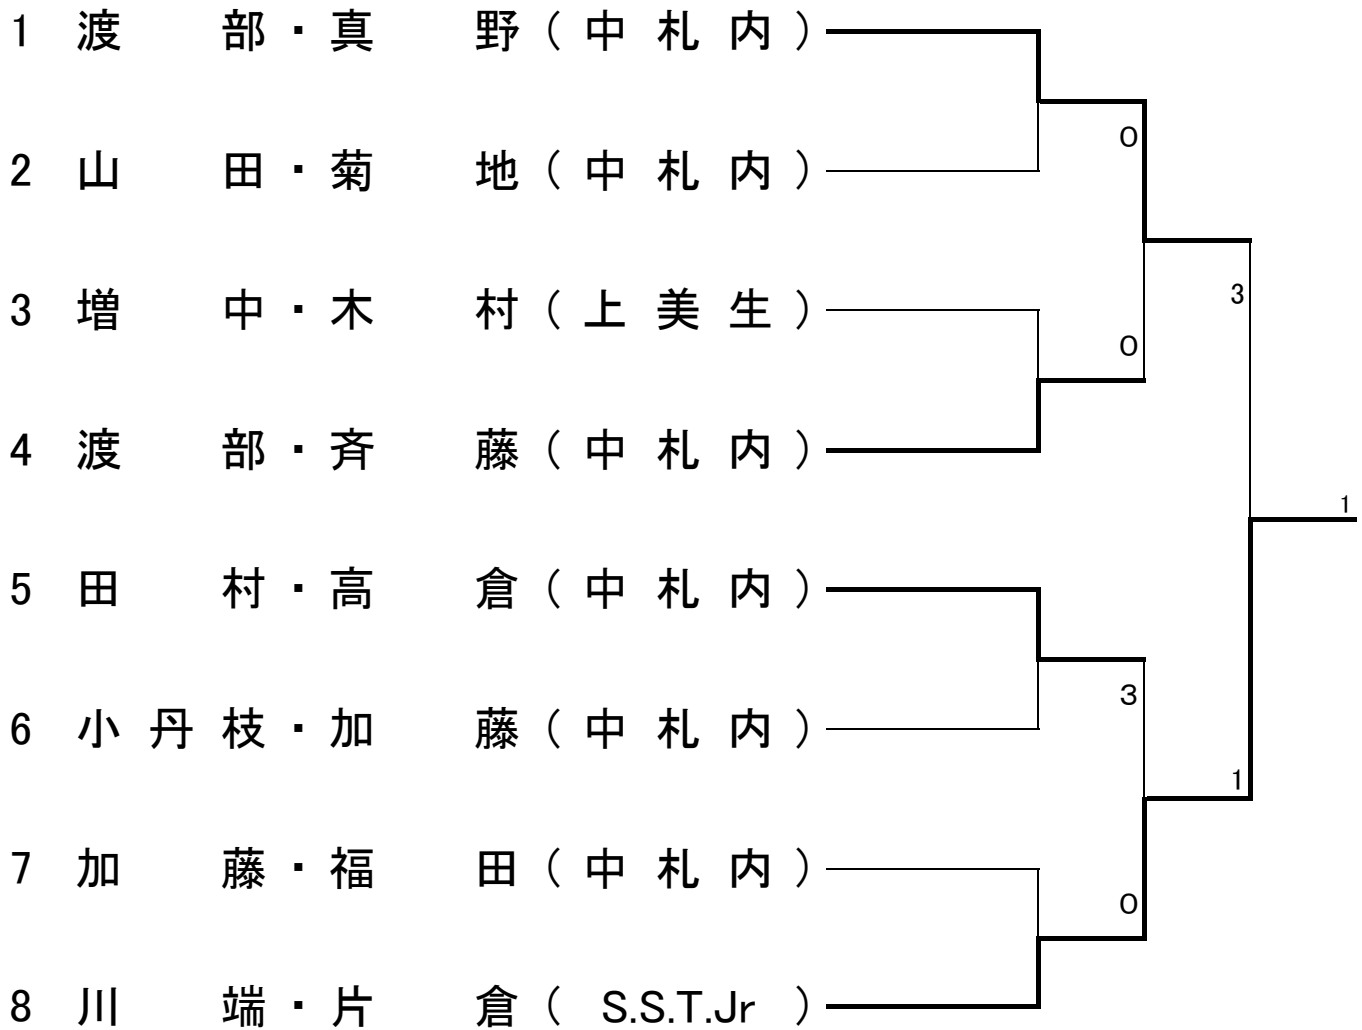 1 渡部・真野(中札内)
0
2 山田・菊地(中札内)
3
3 増中・木村(上美生)
0
4 渡部・斉藤(中札内)
1
5 田村・高倉(中札内)
3
6 小丹枝・加藤(中札内)
1
7 加藤・福田(中札内)
0
8 川端・片倉( S.S.T.Jr )